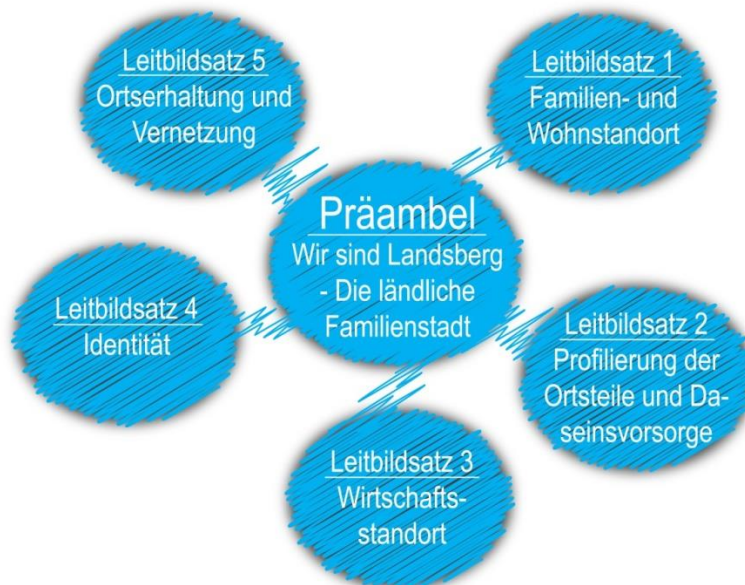 Leitbildsatz 5
Ortserhaltung und
Vernetzung
Leitbildsatz 1
Familien- und
Wohnstandort
Präambel
Wir sind Landsberg
- Die ländliche
Familienstadt
Leitbildsatz 4
Identität
Leitbildsatz 2
Profilierung der
Ortsteile und Da-
seinsvorsorge
Leitbildsatz 3
Wirtschafts-
standort